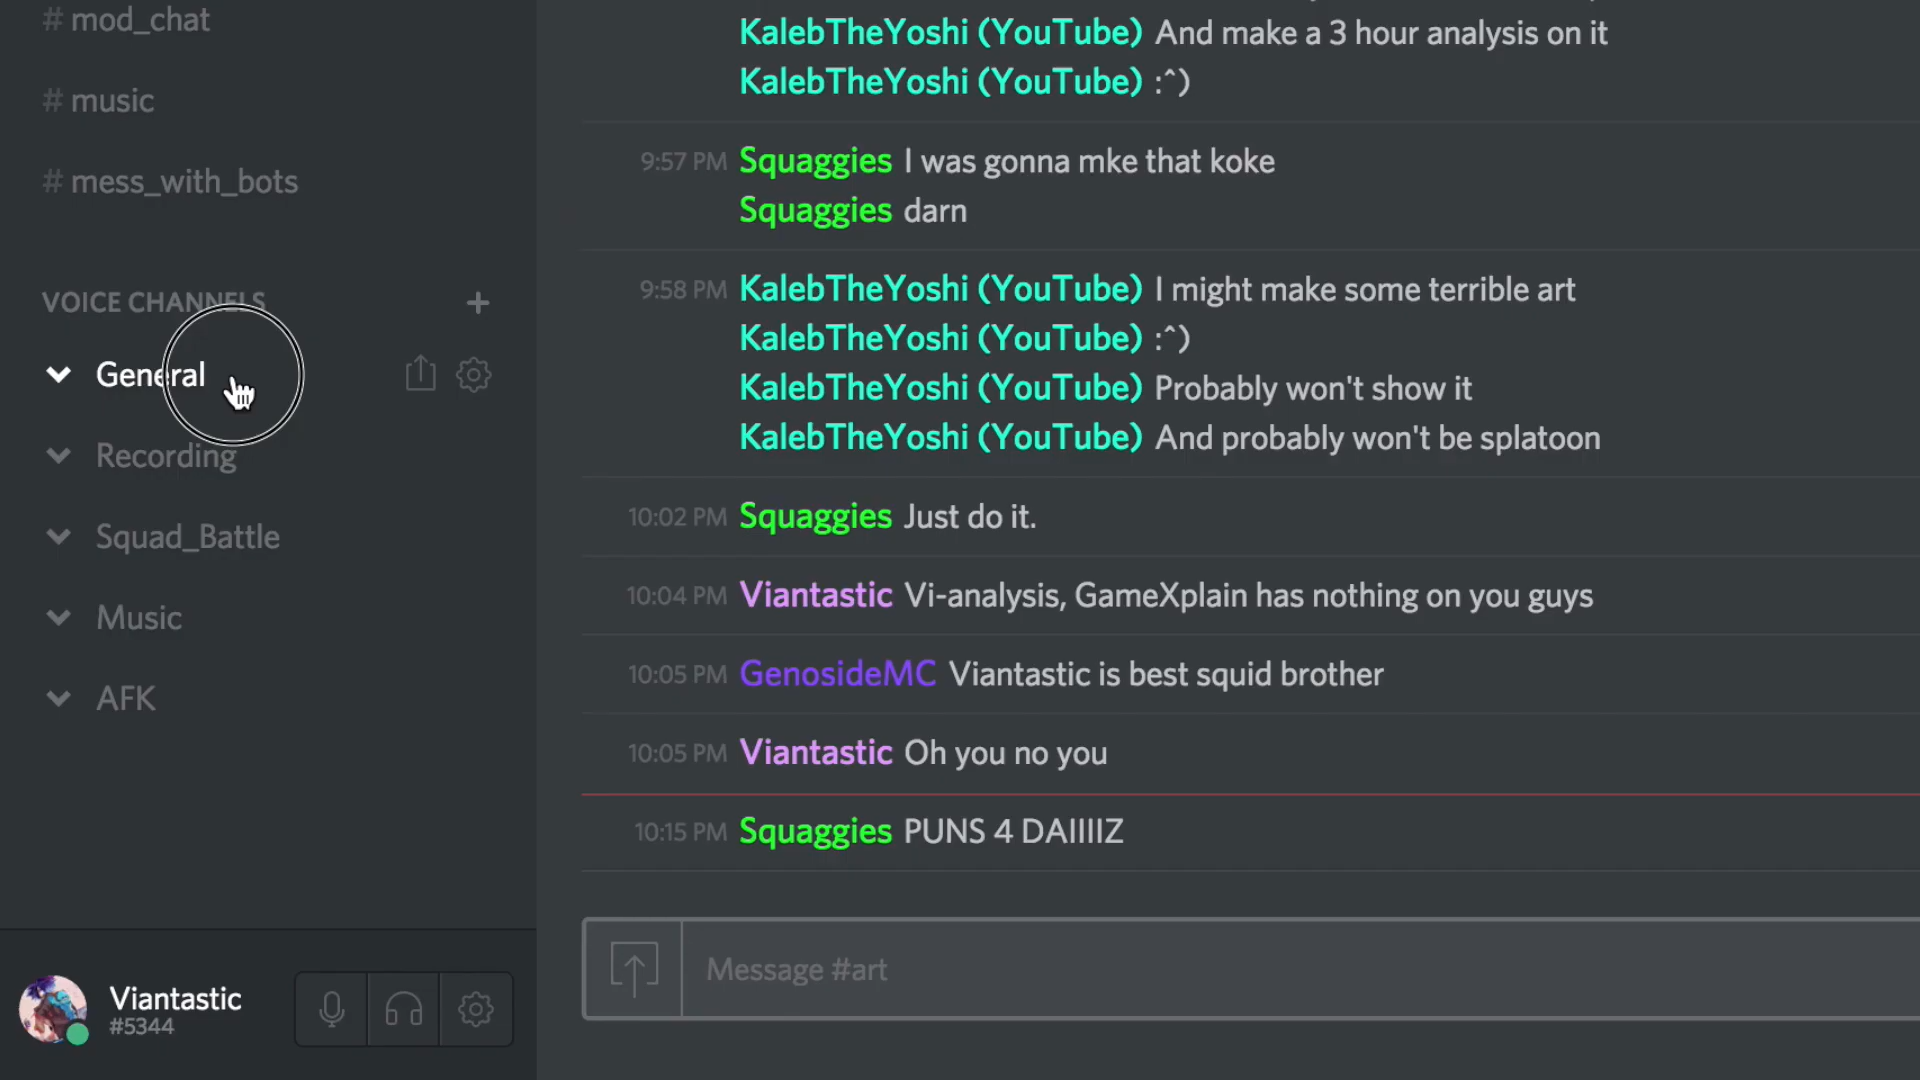 # mod_chat
# music
# mess_with_bots
VOICE CHANNELS +
General
Recording
Squad_Battle
Music
AFK
Viantastic
#5344
KalebTheYoshi (YouTube) And make a 3 hour analysis on it
KalebTheYoshi (YouTube) :^)
9:57 PM Squaggies I was gonna mke that koke
Squaggies darn
9:58 PM KalebTheYoshi (YouTube) I might make some terrible art
KalebTheYoshi (YouTube) :^)
KalebTheYoshi (YouTube) Probably won't show it
KalebTheYoshi (YouTube) And probably won't be splatoon
10:02 PM Squaggies Just do it.
10:04 PM Viantastic Vi-analysis, GameXplain has nothing on you guys
10:05 PM GenosideMC Viantastic is best squid brother
10:05 PM Viantastic Oh you no you
10:15 PM Squaggies PUNS 4 DAIIIIZ
Message #art